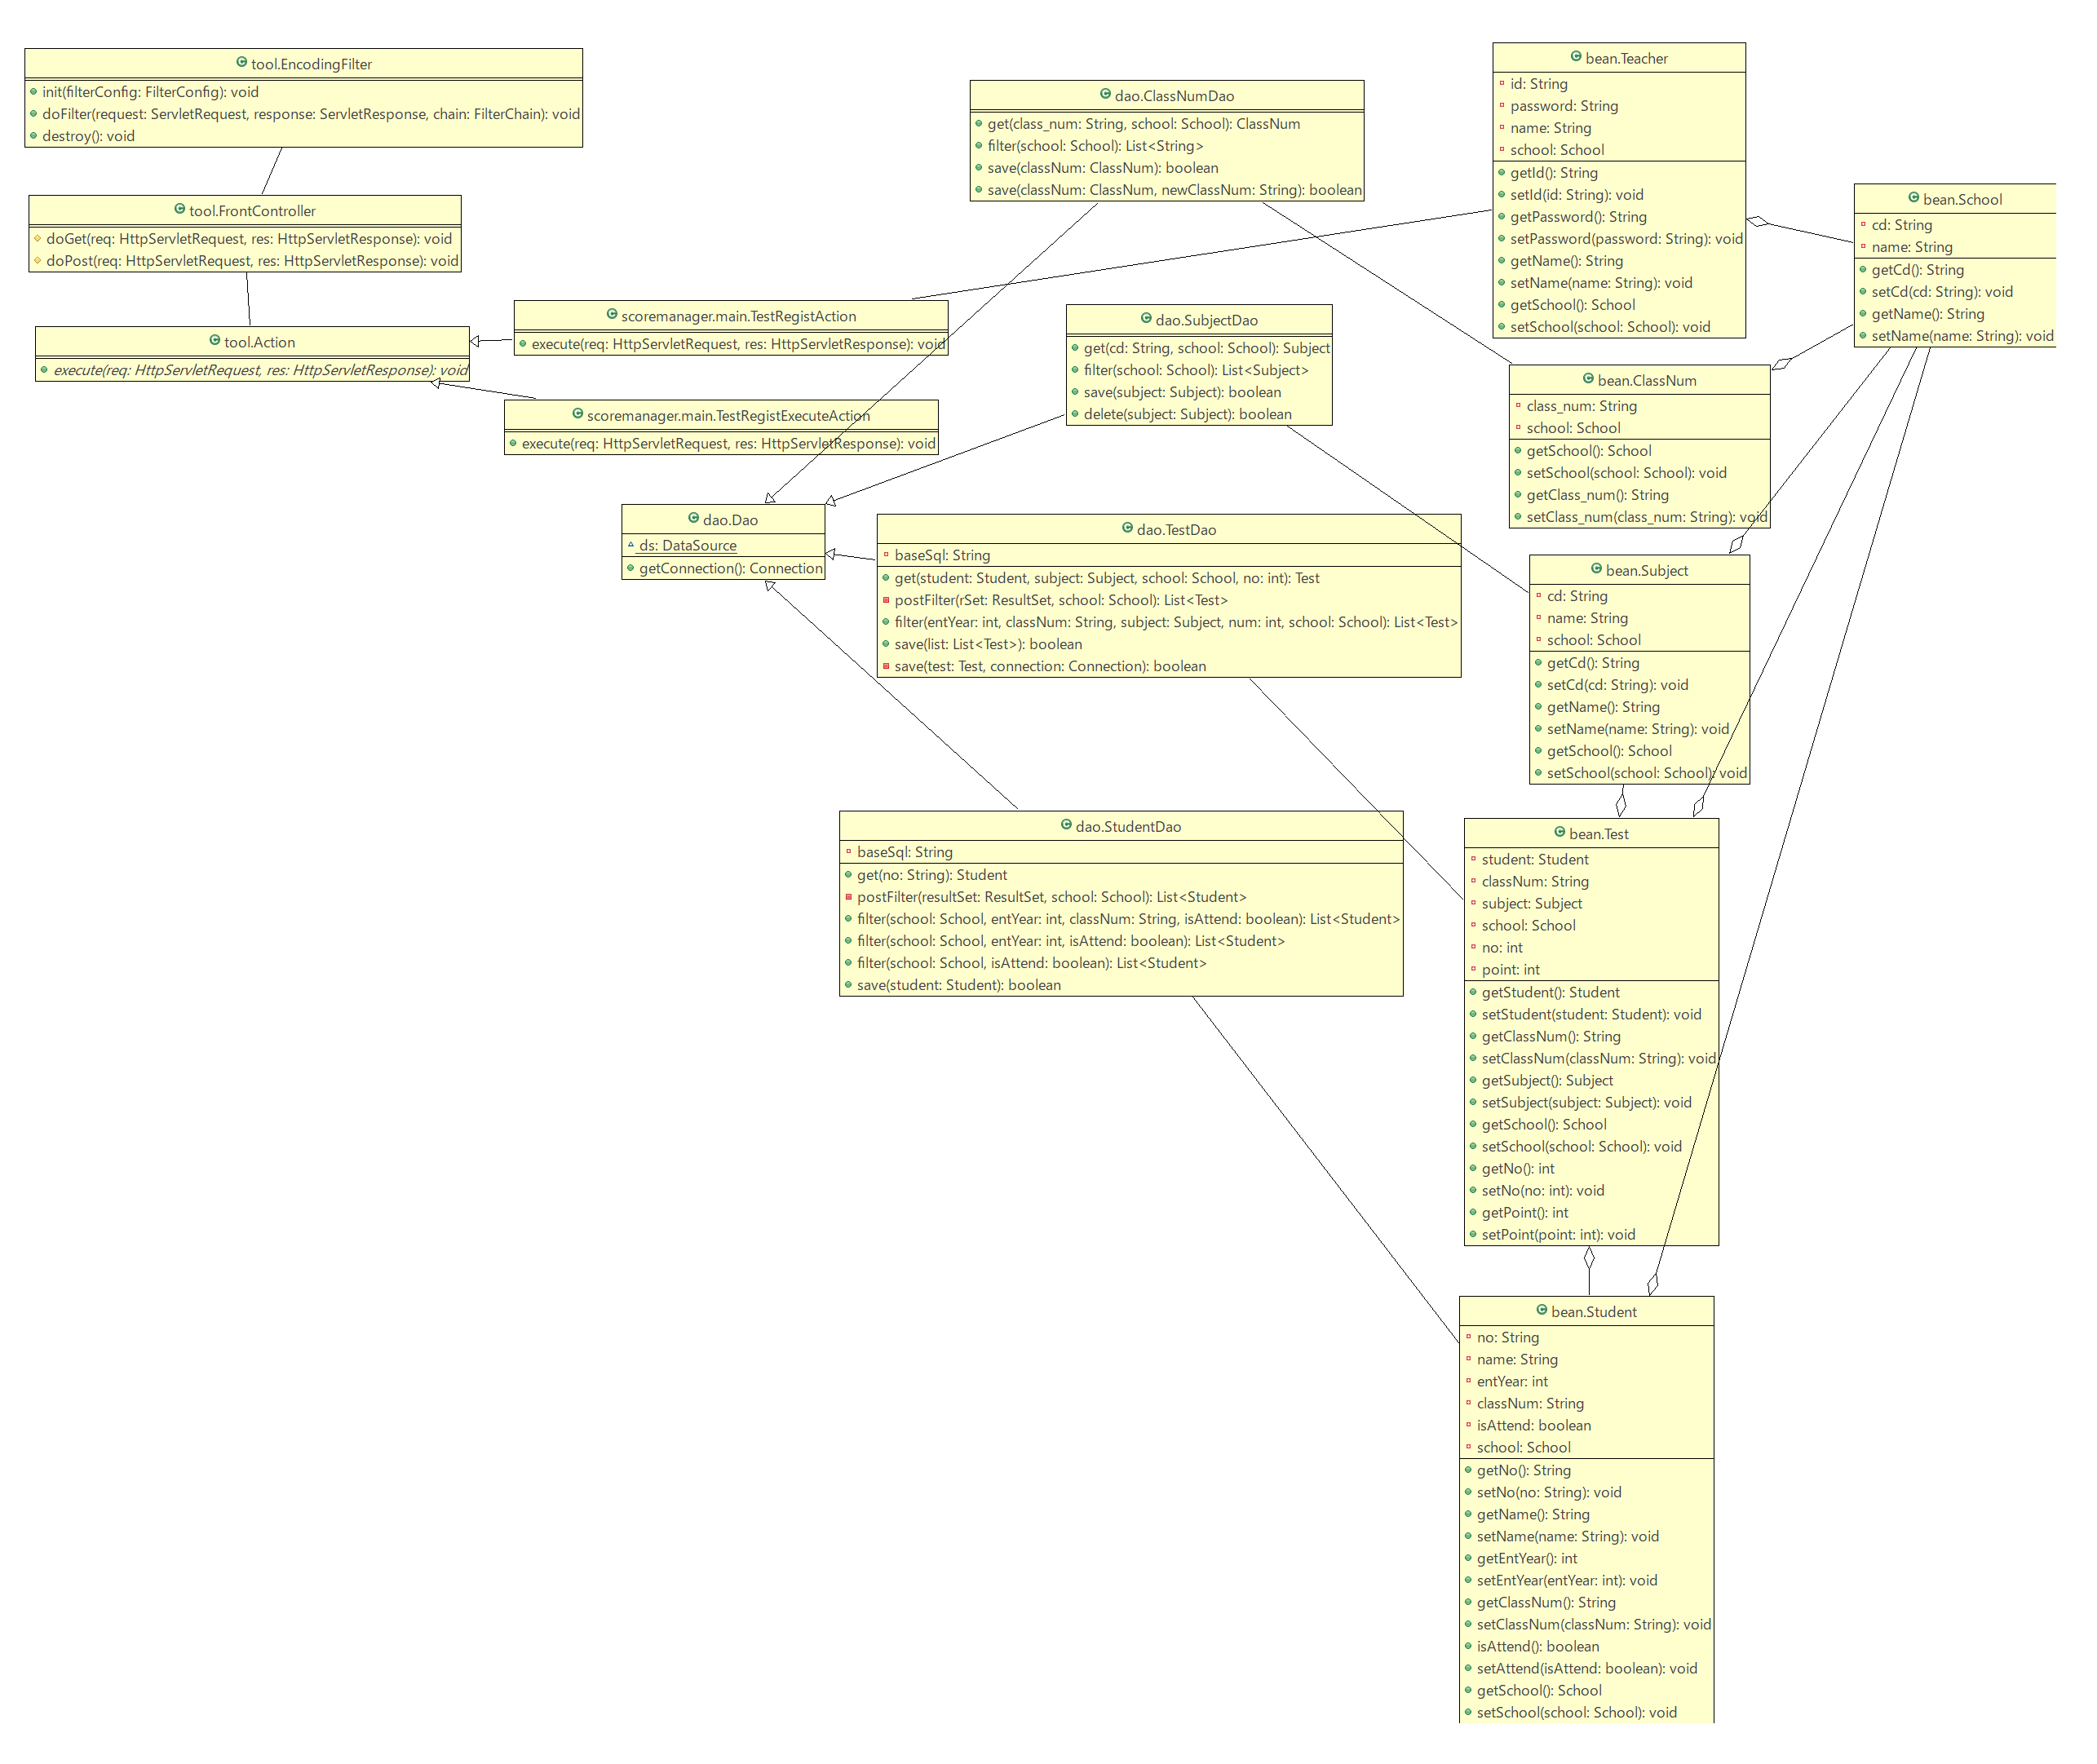 tool.EncodingFilter
init(filterConfig: FilterConfig): void
doFilter(request: ServletRequest, response: ServletResponse, chain: FilterChain): void
destroy(): void
tool.FrontController
doGet(req: HttpServletRequest, res: HttpServletResponse): void
doPost(req: HttpServletRequest, res: HttpServletResponse): void
tool.Action
execute(req: HttpServletRequest, res: HttpServletResponse): void
scoremanager.main.TestRegistAction
execute(req: HttpServletRequest, res: HttpServletResponse): void
scoremanager.main.TestRegistExecuteAction
execute(req: HttpServletRequest, res: HttpServletResponse): void
dao.ClassNumDao
get(class_num: String, school: School): ClassNum
filter(school: School): List<String>
save(classNum: ClassNum): boolean
save(classNum: ClassNum, newClassNum: String): boolean
dao.SubjectDao
get(cd: String, school: School): Subject
filter(school: School): List<Subject>
save(subject: Subject): boolean
delete(subject: Subject): boolean
dao.Dao
ds: DataSource
getConnection(): Connection
dao.TestDao
baseSql: String
get(student: Student, subject: Subject, school: School, no: int): Test
postFilter(rSet: ResultSet, school: School): List<Test>
filter(entYear: int, classNum: String, subject: Subject, num: int, school: School): List<Test>
save(list: List<Test>): boolean
save(test: Test, connection: Connection): boolean
dao.StudentDao
baseSql: String
get(no: String): Student
postFilter(resultSet: ResultSet, school: School): List<Student>
filter(school: School, entYear: int, classNum: String, isAttend: boolean): List<Student>
filter(school: School, entYear: int, isAttend: boolean): List<Student>
filter(school: School, isAttend: boolean): List<Student>
save(student: Student): boolean
bean.Teacher
id: String
password: String
name: String
school: School
getId(): String
setId(id: String): void
getPassword(): String
setPassword(password: String): void
getName(): String
setName(name: String): void
getSchool(): School
setSchool(school: School): void
bean.School
cd: String
name: String
getCd(): String
setCd(cd: String): void
getName(): String
setName(name: String): void
bean.ClassNum
class_num: String
school: School
getSchool(): School
setSchool(school: School): void
getClass_num(): String
setClass_num(class_num: String): void
bean.Subject
cd: String
name: String
school: School
getCd(): String
setCd(cd: String): void
getName(): String
setName(name: String): void
getSchool(): School
setSchool(school: School): void
bean.Test
student: Student
classNum: String
subject: Subject
school: School
no: int
point: int
getStudent(): Student
setStudent(student: Student): void
getClassNum(): String
setClassNum(classNum: String): void
getSubject(): Subject
setSubject(subject: Subject): void
getSchool(): School
setSchool(school: School): void
getNo(): int
setNo(no: int): void
getPoint(): int
setPoint(point: int): void
bean.Student
no: String
name: String
entYear: int
classNum: String
isAttend: boolean
school: School
getNo(): String
setNo(no: String): void
getName(): String
setName(name: String): void
getEntYear(): int
setEntYear(entYear: int): void
getClassNum(): String
setClassNum(classNum: String): void
isAttend(): boolean
setAttend(isAttend: boolean): void
getSchool(): School
setSchool(school: School): void